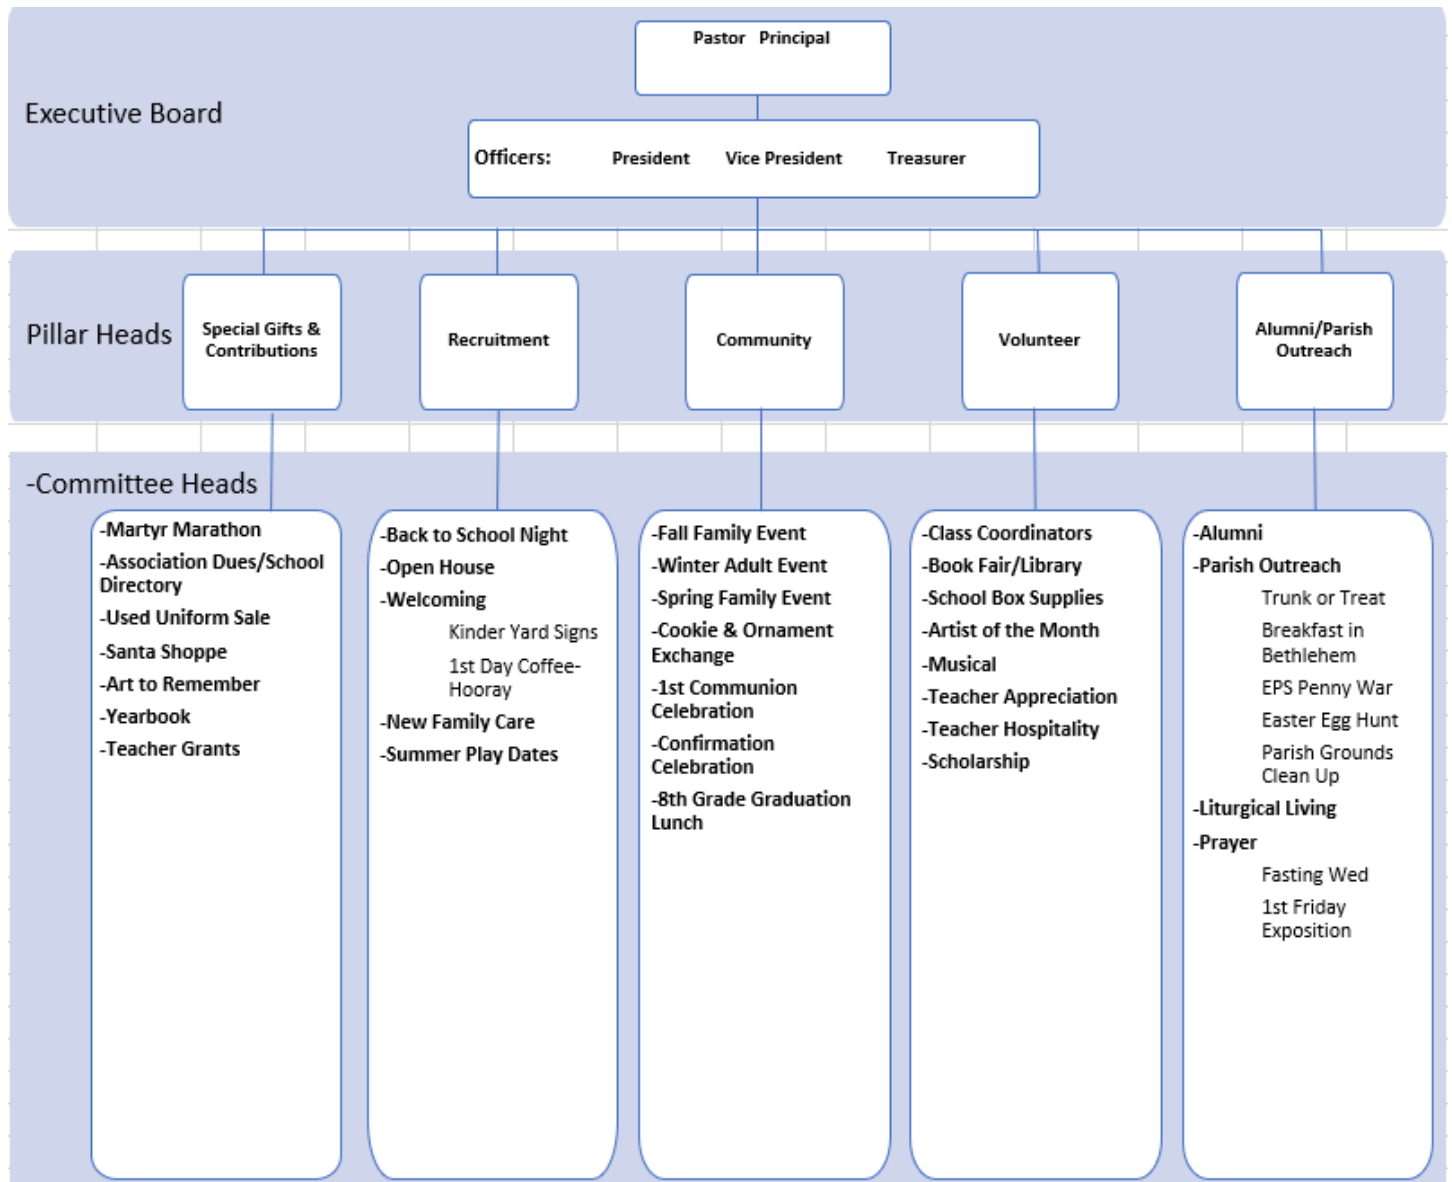 Pastor   Principal
Executive Board
Officers:   President   Vice President   Treasurer
Pillar Heads
Special Gifts &
Contributions
Recruitment
Community
Volunteer
Alumni/Parish
Outreach
-Committee Heads
-Martyr Marathon
-Association Dues/School
Directory
-Used Uniform Sale
-Santa Shoppe
-Art to Remember
-Yearbook
-Teacher Grants
-Back to School Night
-Open House
-Welcoming
Kinder Yard Signs
1st Day Coffee-
Hooray
-New Family Care
-Summer Play Dates
-Fall Family Event
-Winter Adult Event
-Spring Family Event
-Cookie & Ornament
Exchange
-1st Communion
Celebration
-Confirmation
Celebration
-8th Grade Graduation
Lunch
-Class Coordinators
-Book Fair/Library
-School Box Supplies
-Artist of the Month
-Musical
-Teacher Appreciation
-Teacher Hospitality
-Scholarship
-Alumni
-Parish Outreach
Trunk or Treat
Breakfast in
Bethlehem
EPS Penny War
Easter Egg Hunt
Parish Grounds
Clean Up
-Liturgical Living
-Prayer
Fasting Wed
1st Friday
Exposition